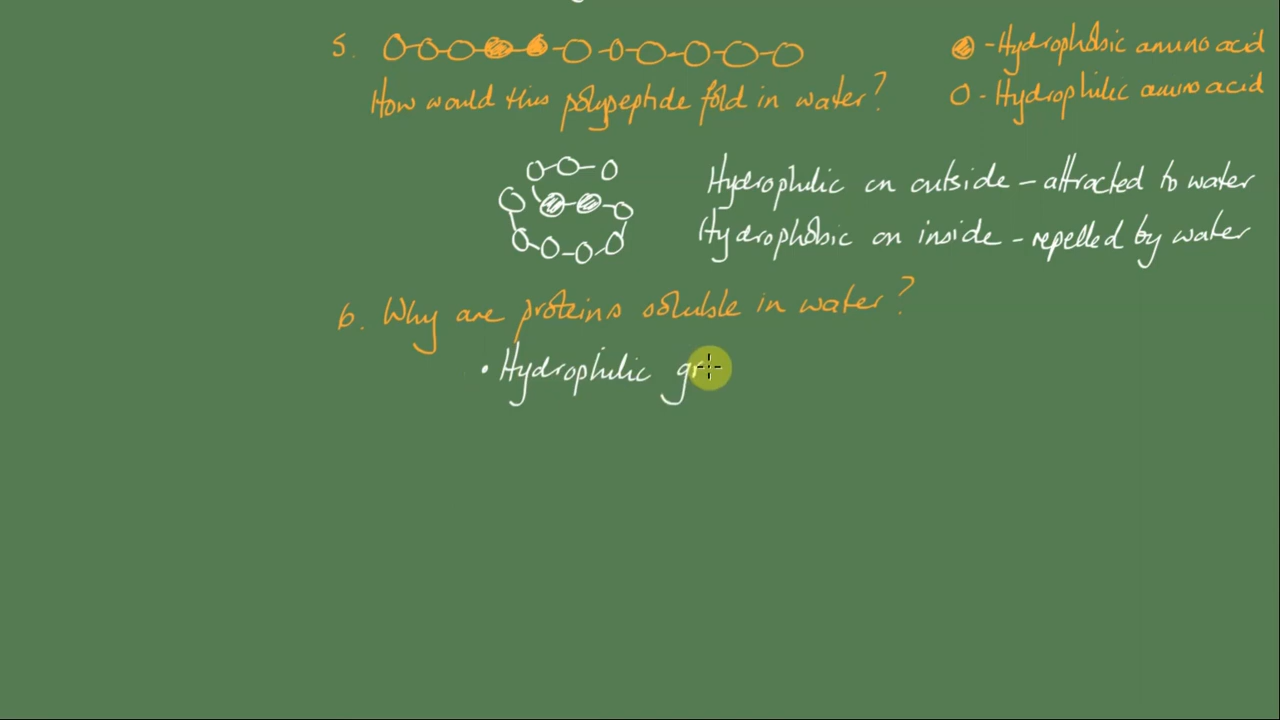 5.
- Hydrophobic amino acid
How would this polypeptide fold in water?
- Hydrophilic amino acid
Hydrophilic on outside - attracted to water
Hydrophobic on inside - repelled by water
6. Why are proteins soluble in water?
• Hydrophilic gr